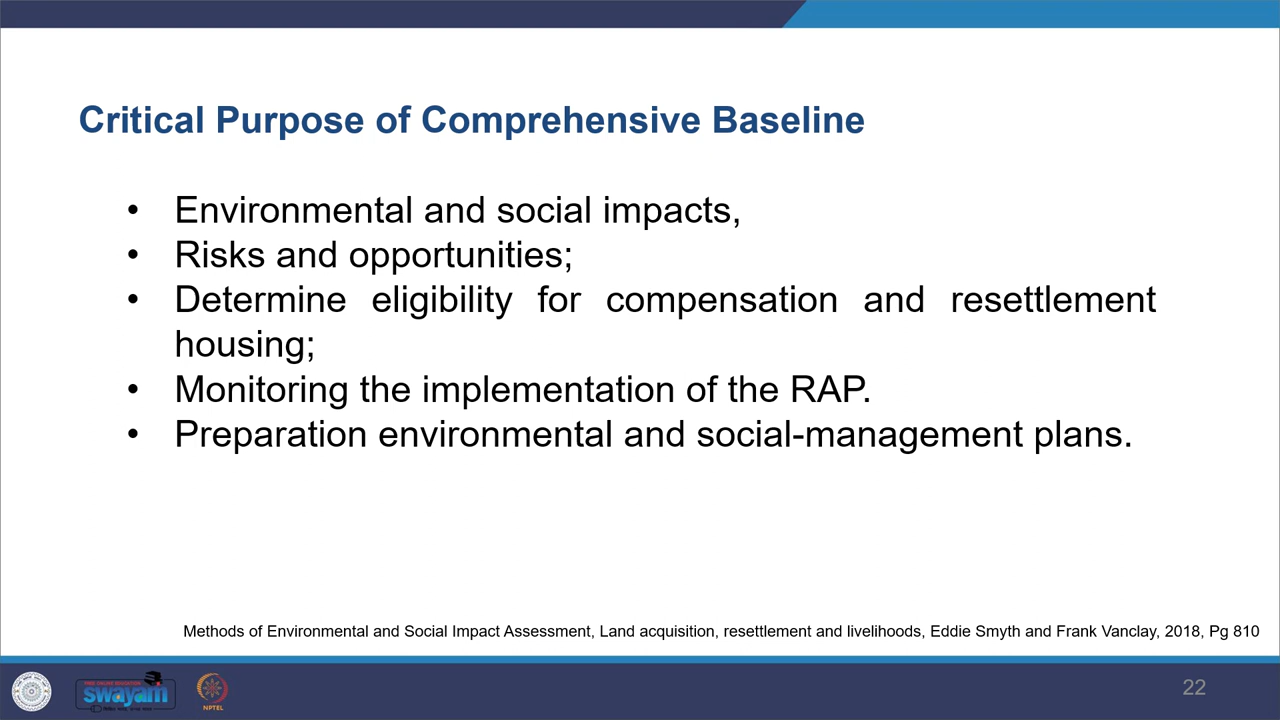 Critical Purpose of Comprehensive Baseline
• Environmental and social impacts,
• Risks and opportunities;
• Determine eligibility for compensation and resettlement
housing;
• Monitoring the implementation of the RAP.
• Preparation environmental and social-management plans.
Methods of Environmental and Social Impact Assessment, Land acquisition, resettlement and livelihoods, Eddie Smyth and Frank Vanclay, 2018, Pg 810
swayam
NPTEL
22